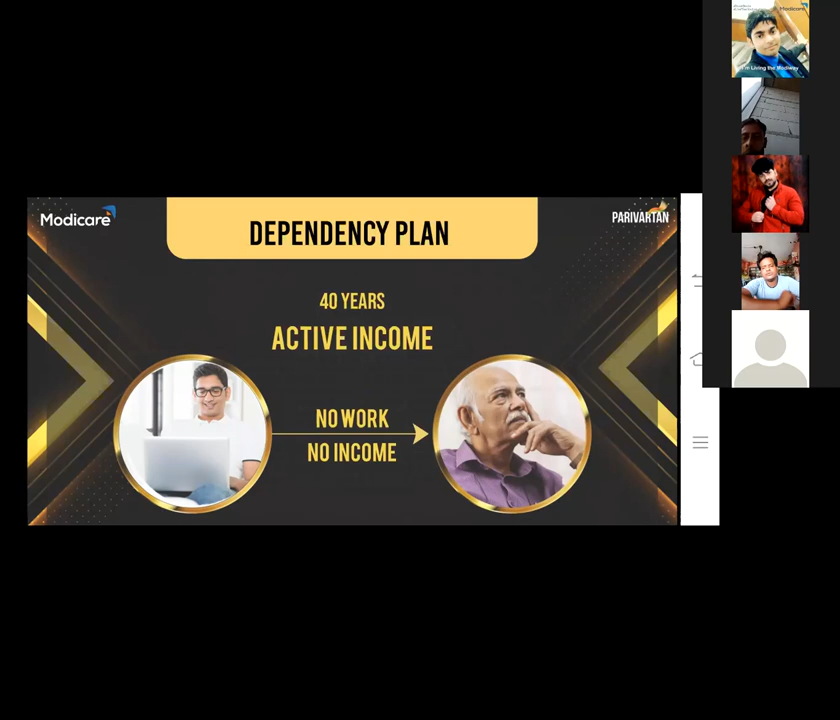 Modicare
DEPENDENCY PLAN
PARIVARTAN
40 YEARS
ACTIVE INCOME
NO WORK
NO INCOME
Modicare
I'm Living the Modiway